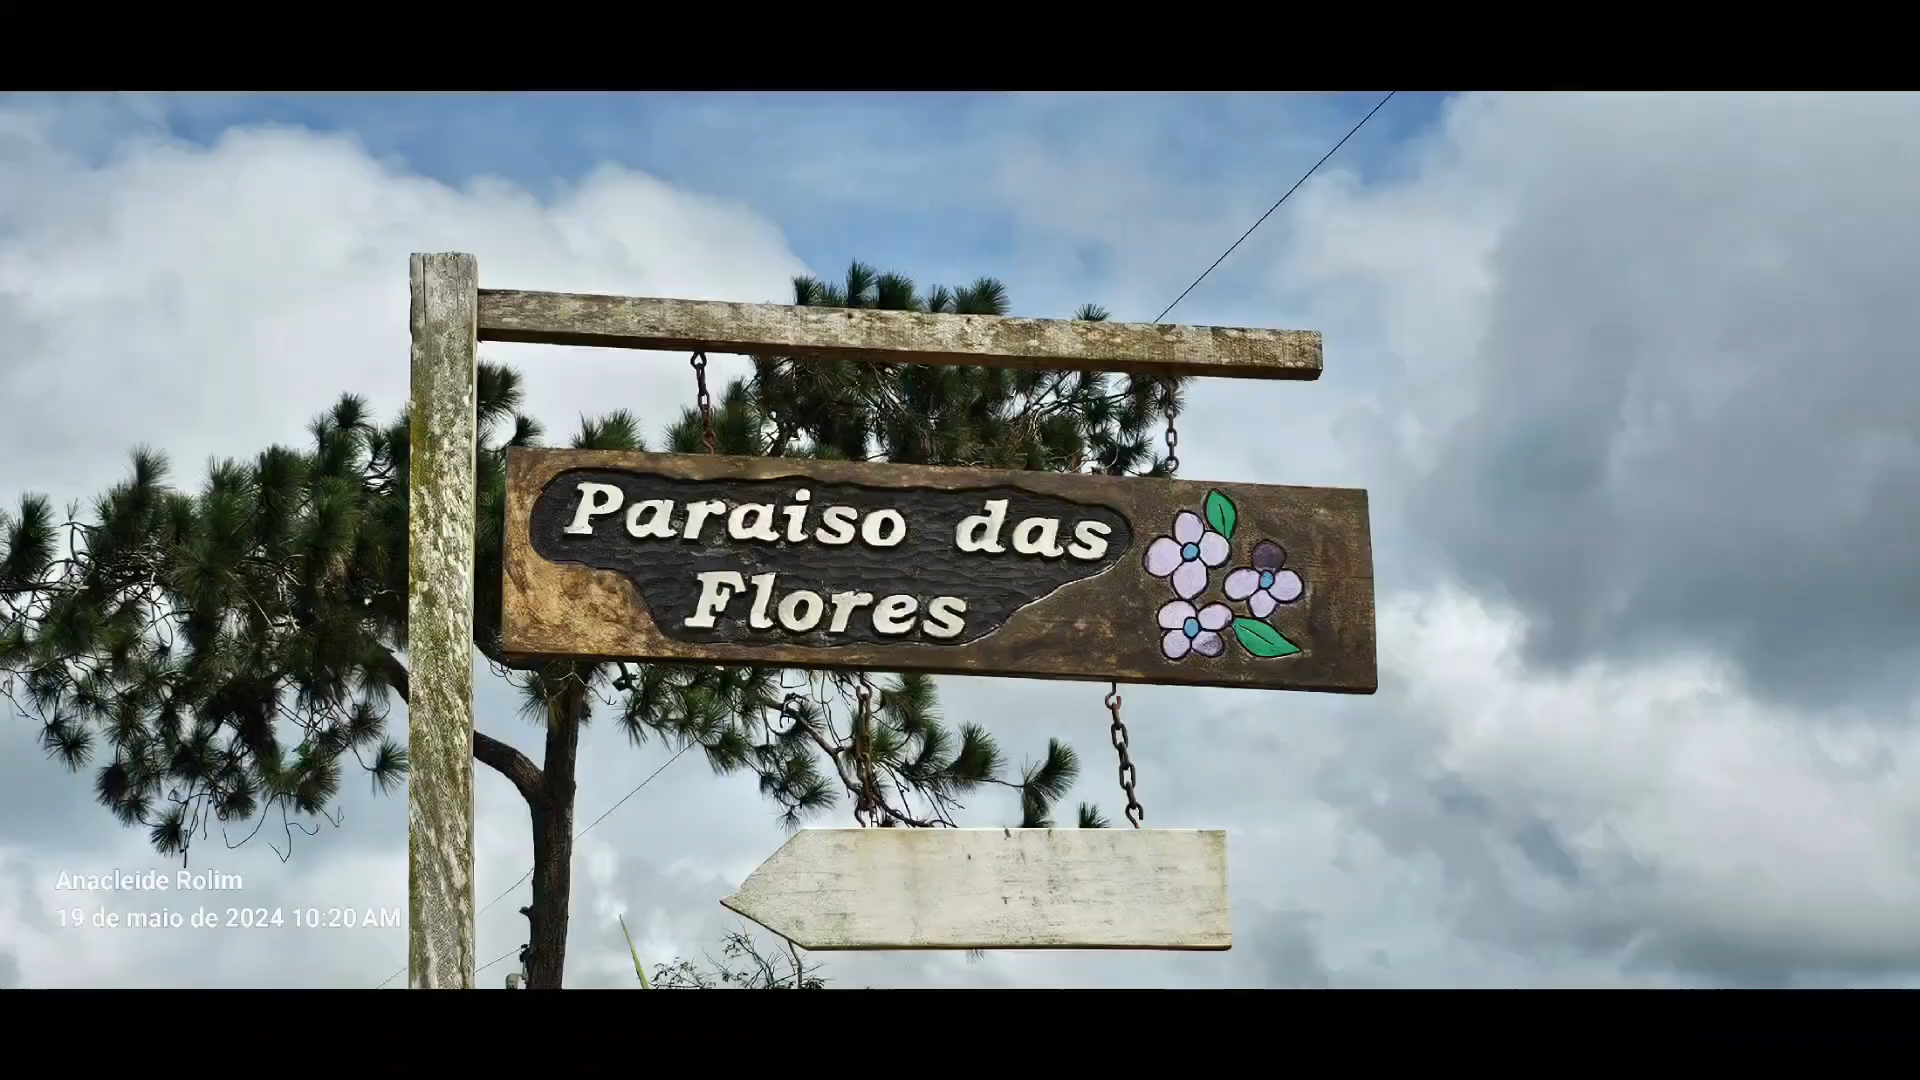 Paraiso das
Flores
Anacleide Rolim
19 de maio de 2024 10:20 AM